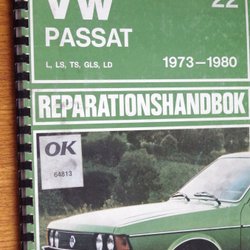 VW
22
PASSAT
L, LS, TS, GLS, LD
1973—1980
REPARATIONSHANDBOK
OK
64813